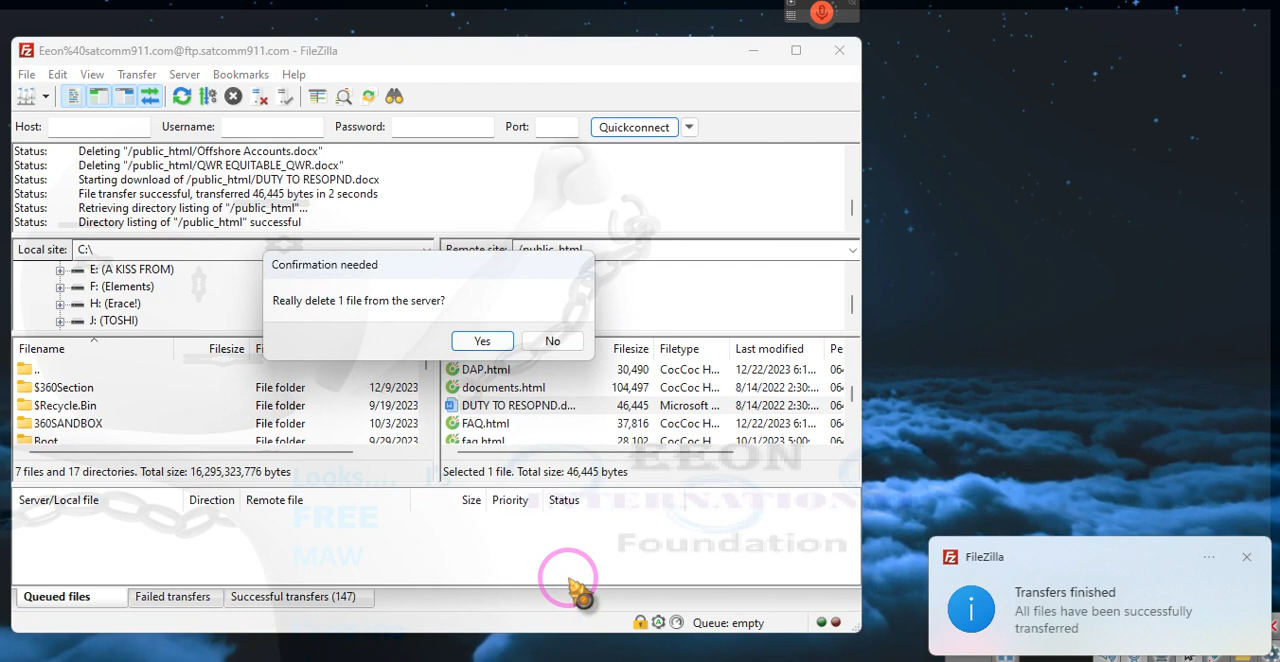 Eeon%40satcomm911.com@ftp.satcomm911.com - FileZilla
File Edit View Transfer Server Bookmarks Help
Host: Username: Password: Port: Quickconnect
Status: Deleting "/public_html/Offshore Accounts.docx"
Status: Deleting "/public_html/QWR EQUITABLE_QWR.docx"
Status: Starting download of /public_html/DUTY TO RESOPND.docx
Status: File transfer successful, transferred 46,445 bytes in 2 seconds
Status: Retrieving directory listing of "/public_html"...
Status: Directory listing of "/public_html" successful
Local site: C:\
Remote site: /public_html
E: (A KISS FROM)
F: (Elements)
H: (Erace!)
J: (TOSHI)
Confirmation needed
Really delete 1 file from the server?
Yes No
Filename Filesize F
..
$360Section File folder 12/9/2023
$Recycle.Bin File folder 9/19/2023
360SANDBOX File folder 10/3/2023
Boot File folder 9/29/2023
7 files and 17 directories. Total size: 16,295,323,776 bytes
Filesize Filetype Last modified Pe
DAP.html 30,490 CocCoc H... 12/22/2023 6:1... 06
documents.html 104,497 CocCoc H... 8/14/2022 2:30:... 06
DUTY TO RESOPND.d... 46,445 Microsoft ... 8/14/2022 2:30:... 06
FAQ.html 37,816 CocCoc H... 12/22/2023 6:1... 06
faq.html 28,102 CocCoc H... 10/1/2023 5:00:... 06
Selected 1 file. Total size: 46,445 bytes
EEON
Looks....
FREE
MAW
Foundation
Server/Local file Direction Remote file Size Priority Status
Queued files Failed transfers Successful transfers (147)
Queue: empty
FileZilla
Transfers finished
All files have been successfully
transferred